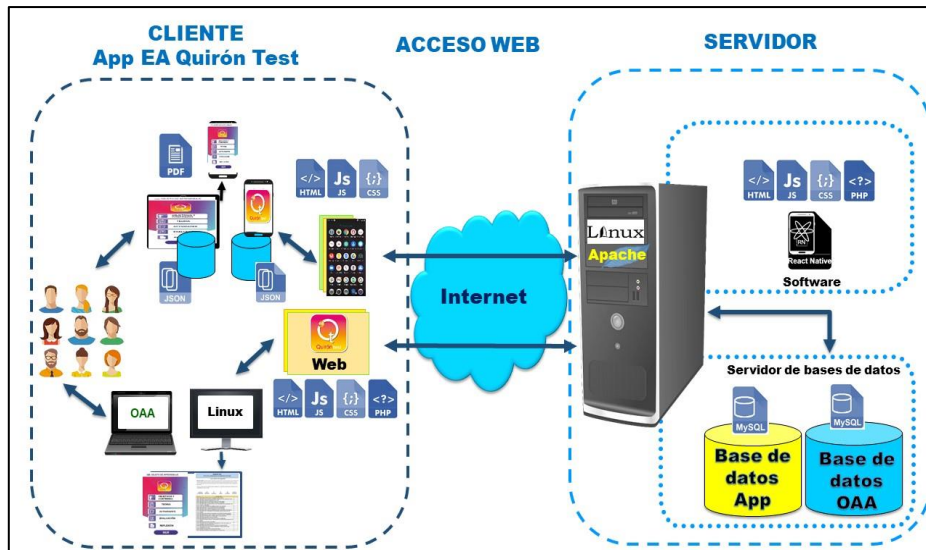 CLIENTE
App EA Quirón Test
ACCESO WEB
SERVIDOR
PDF
HTML
JS
CSS
JSON
JSON
Internet
Web
HTML
JS
CSS
PHP
OAA
Linux
Linux
Apache
HTML
JS
CSS
PHP
RN
React Native
Software
Servidor de bases de datos
MySQL
MySQL
Base de
datos
App
Base de
datos
OAA